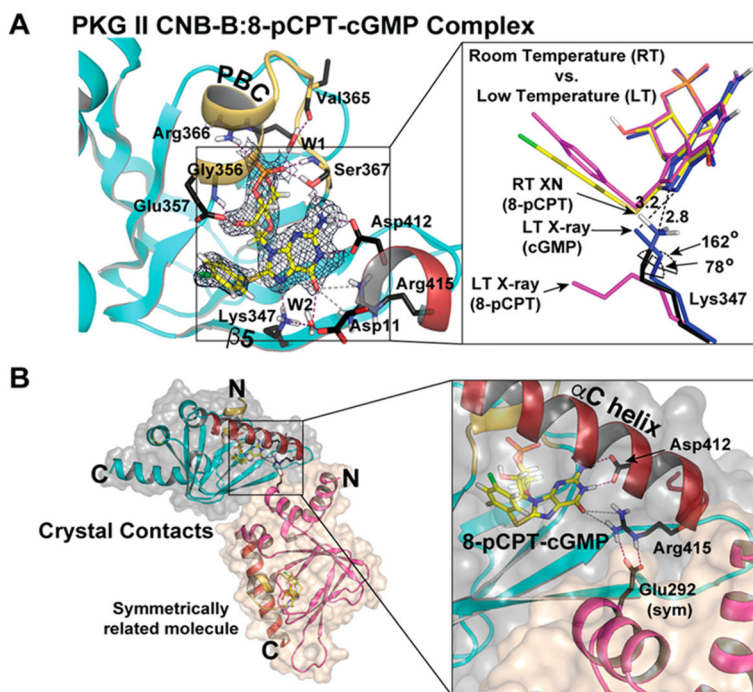 A PKG II CNB-B:8-pCPT-cGMP Complex
PBC
Val365
Arg366
W1
Gly356
Ser367
Glu357
Asp412
Arg415
W2
Lys347
Asp11
β5
Room Temperature (RT)
vs.
Low Temperature (LT)
RT XN
(8-pCPT)
3.2
2.8
LT X-ray
(cGMP)
162°
78°
LT X-ray
(8-pCPT)
Lys347
B
N
C
N
Crystal Contacts
Symmetrically
related molecule
C
αC helix
Asp412
8-pCPT-cGMP
Arg415
Glu292
(sym)